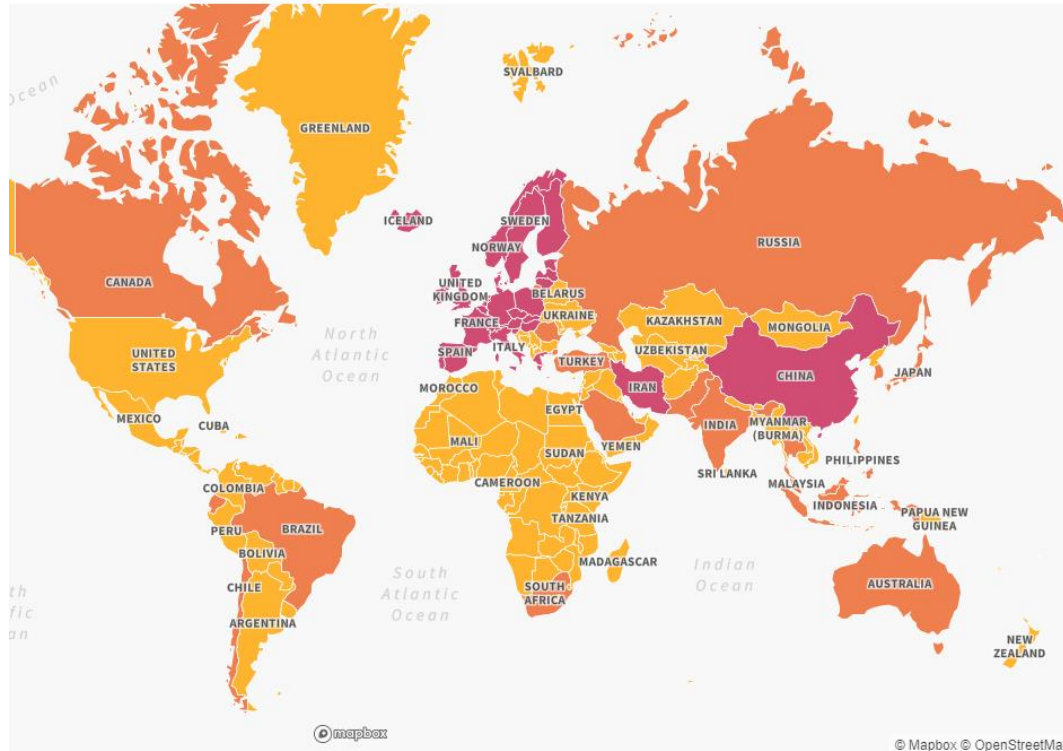 Ocean
SVALBARD
GREENLAND
ICELAND
SWEDEN
NORWAY
RUSSIA
CANADA
UNITED
KINGDOM
BELARUS
UKRAINE
FRANCE
KAZAKHSTAN
MONGOLIA
North
Atlantic
Ocean
SPAIN
ITALY
TURKEY
UZBEKISTAN
UNITED
STATES
IRAN
CHINA
JAPAN
MOROCCO
EGYPT
MEXICO
CUBA
INDIA
MYANMAR
(BURMA)
MALI
SUDAN
YEMEN
PHILIPPINES
SRI LANKA
CAMEROON
MALAYSIA
COLOMBIA
KENYA
INDONESIA
TANZANIA
PAPUA NEW
GUINEA
PERU
BRAZIL
BOLIVIA
MADAGASCAR
Indian
Ocean
South
Atlantic
Ocean
CHILE
SOUTH
AFRICA
AUSTRALIA
ARGENTINA
NEW
ZEALAND
mapbox
© Mapbox © OpenStreetMa